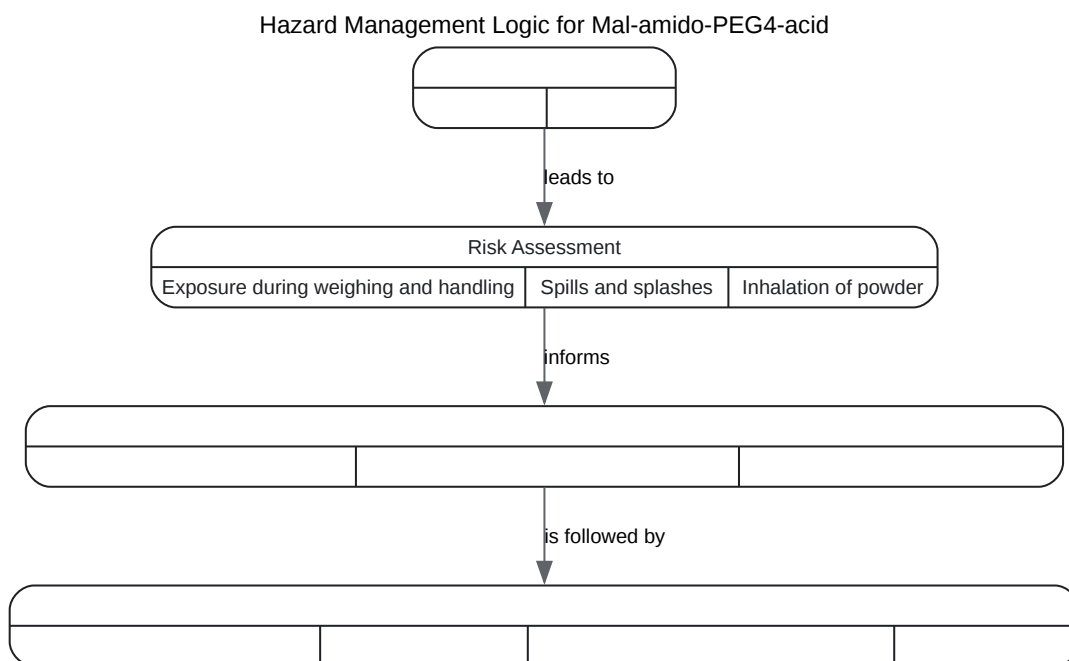 Hazard Management Logic for Mal-amido-PEG4-acid
leads to
Risk Assessment
Exposure during weighing and handling
Spills and splashes
Inhalation of powder
informs
is followed by